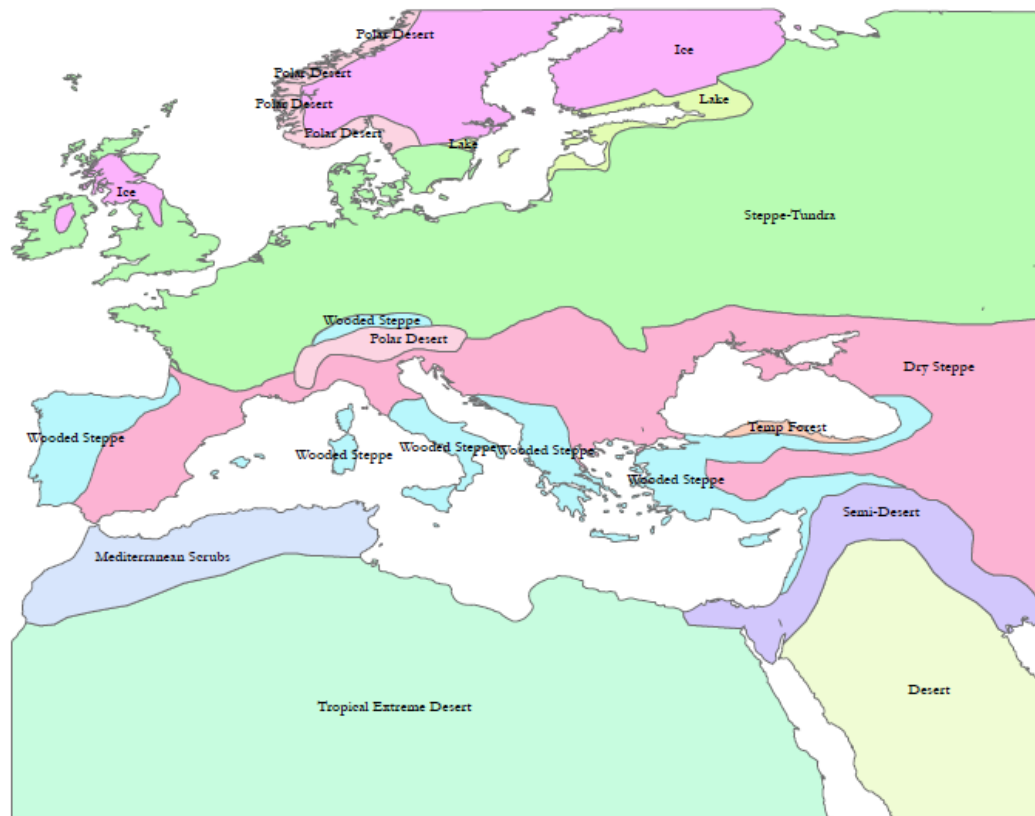 Polar Desert
Ice
Polar Desert
Lake
Polar Desert
Polar Desert
Lake
Ice
Steppe-Tundra
Wooded Steppe
Polar Desert
Dry Steppe
Temp Forest
Wooded Steppe
Wooded Steppe
Wooded Steppe
Wooded Steppe
Wooded Steppe
Semi-Desert
Mediterranean Scrubs
Desert
Tropical Extreme Desert